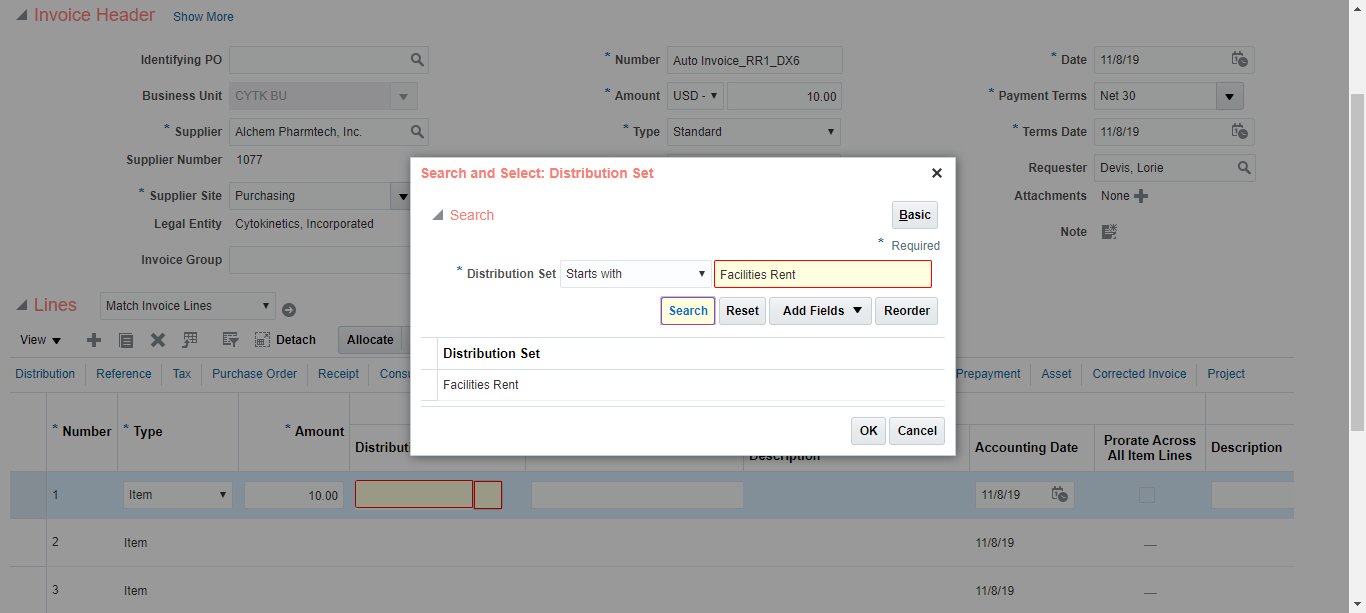 Invoice Header Show More
Identifying PO
* Number Auto Invoice_RR1_DX6
* Date 11/8/19
Business Unit CYTK BU
* Amount USD - 10.00
* Payment Terms Net 30
* Supplier Alchem Pharmtech, Inc.
* Type Standard
* Terms Date 11/8/19
Supplier Number 1077
Requester Devis, Lorie
* Supplier Site Purchasing
Attachments None
Legal Entity Cytokinetics, Incorporated
Note
Invoice Group
Search and Select: Distribution Set
Search
Basic
* Required
* Distribution Set Starts with Facilities Rent
Search Reset Add Fields Reorder
Distribution Set
Facilities Rent
OK Cancel
Lines Match Invoice Lines
View Detach Allocate
Distribution Reference Tax Purchase Order Receipt Prepayment Asset Corrected Invoice Project
* Number * Type * Amount
Accounting Date Prorate Across All Item Lines Description
Description
1 Item 10.00 11/8/19
2 Item 11/8/19 —
3 Item 11/8/19 —